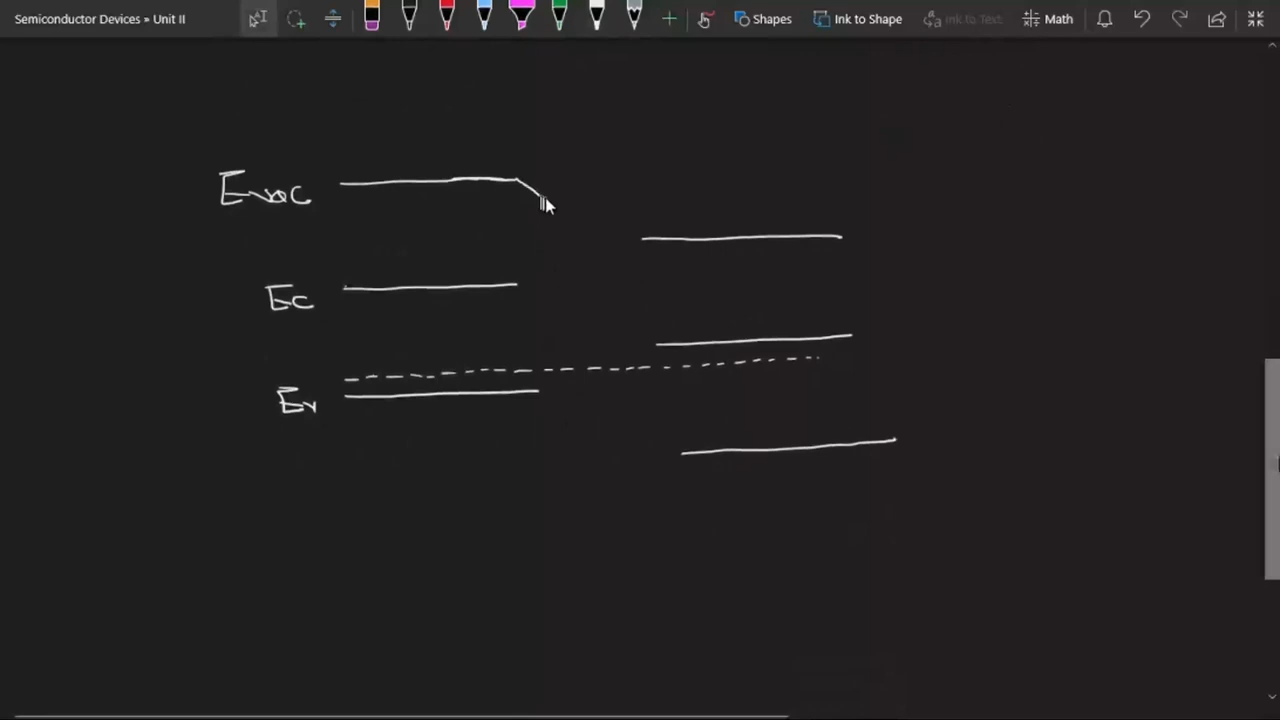 Semiconductor Devices » Unit II
Shapes
Ink to Shape
Ink to Text
Math
Evac
Ec
Ev